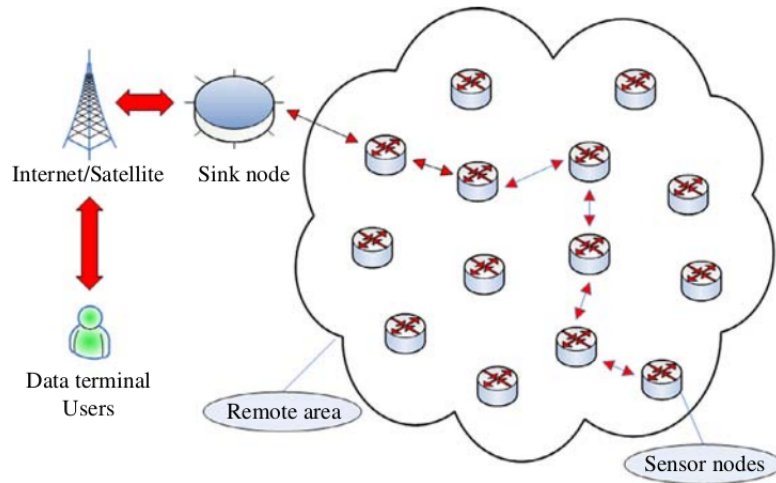 Internet/Satellite
Sink node
Data terminal
Users
Remote area
Sensor nodes